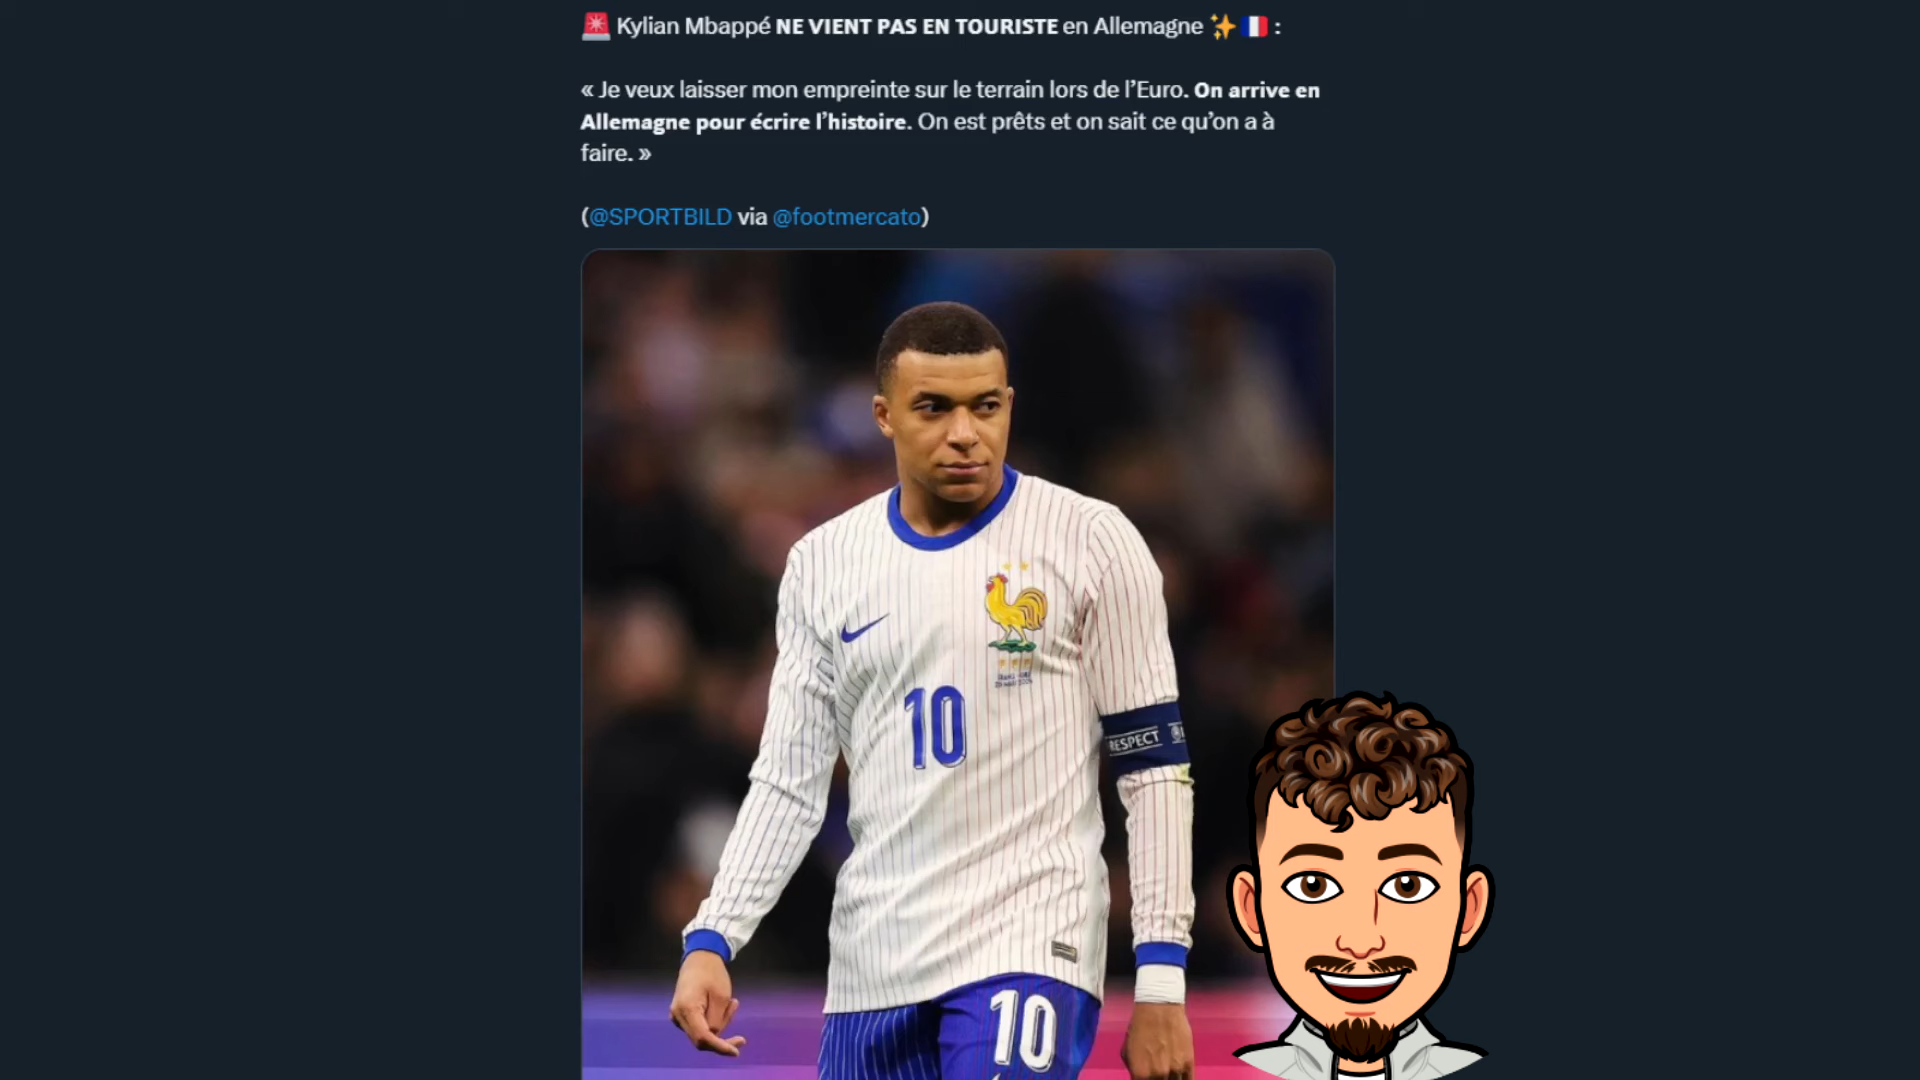 🚨 Kylian Mbappé NE VIENT PAS EN TOURISTE en Allemagne ✨🇫🇷 :
« Je veux laisser mon empreinte sur le terrain lors de l’Euro. On arrive en
Allemagne pour écrire l’histoire. On est prêts et on sait ce qu’on a à
faire. »
(@SPORTBILD via @footmercato)
10
RESPECT
10